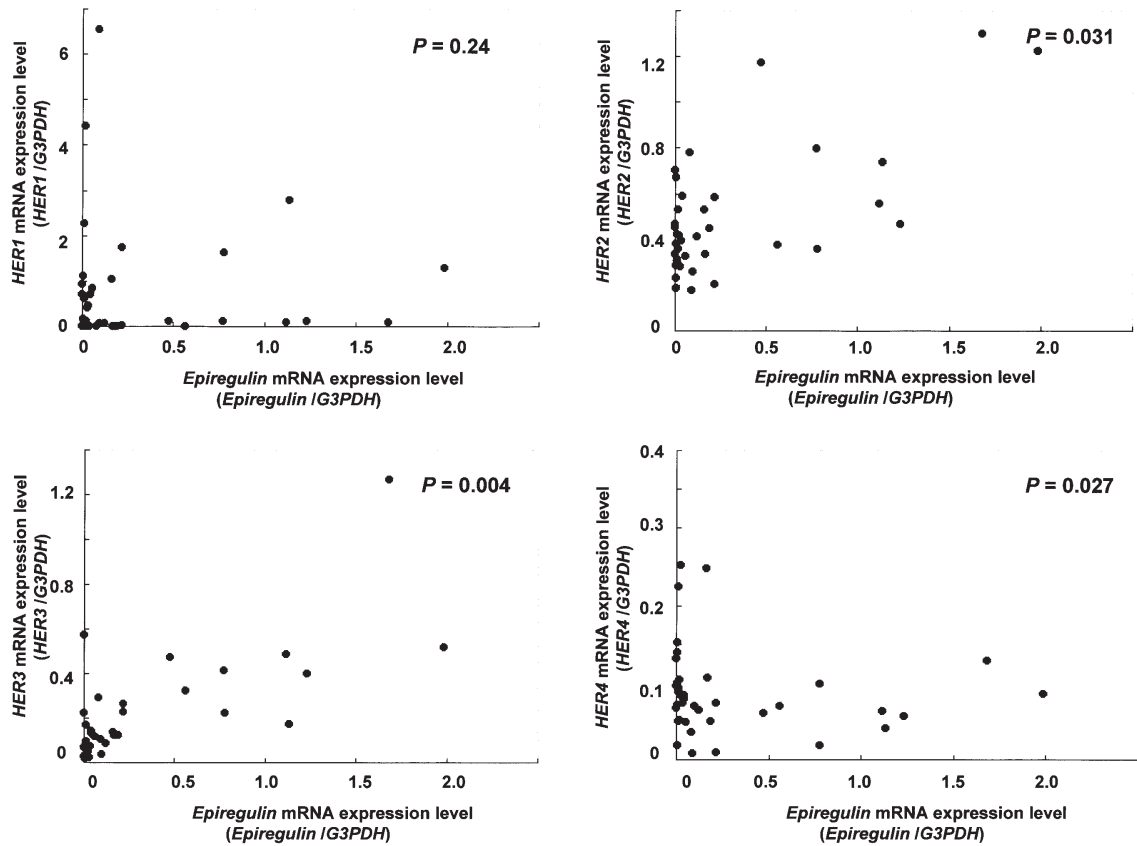 HER1 mRNA expression level
(HER1 /G3PDH)
6
4
2
0
P = 0.24
0 0.5 1.0 1.5 2.0
Epiregulin mRNA expression level
(Epiregulin /G3PDH)
HER2 mRNA expression level
(HER2 /G3PDH)
1.2
0.8
0.4
0
P = 0.031
0 0.5 1.0 1.5 2.0
Epiregulin mRNA expression level
(Epiregulin /G3PDH)
HER3 mRNA expression level
(HER3 /G3PDH)
1.2
0.8
0.4
0
P = 0.004
0 0.5 1.0 1.5 2.0
Epiregulin mRNA expression level
(Epiregulin /G3PDH)
HER4 mRNA expression level
(HER4 /G3PDH)
0.4
0.3
0.2
0.1
0
P = 0.027
0 0.5 1.0 1.5 2.0
Epiregulin mRNA expression level
(Epiregulin /G3PDH)